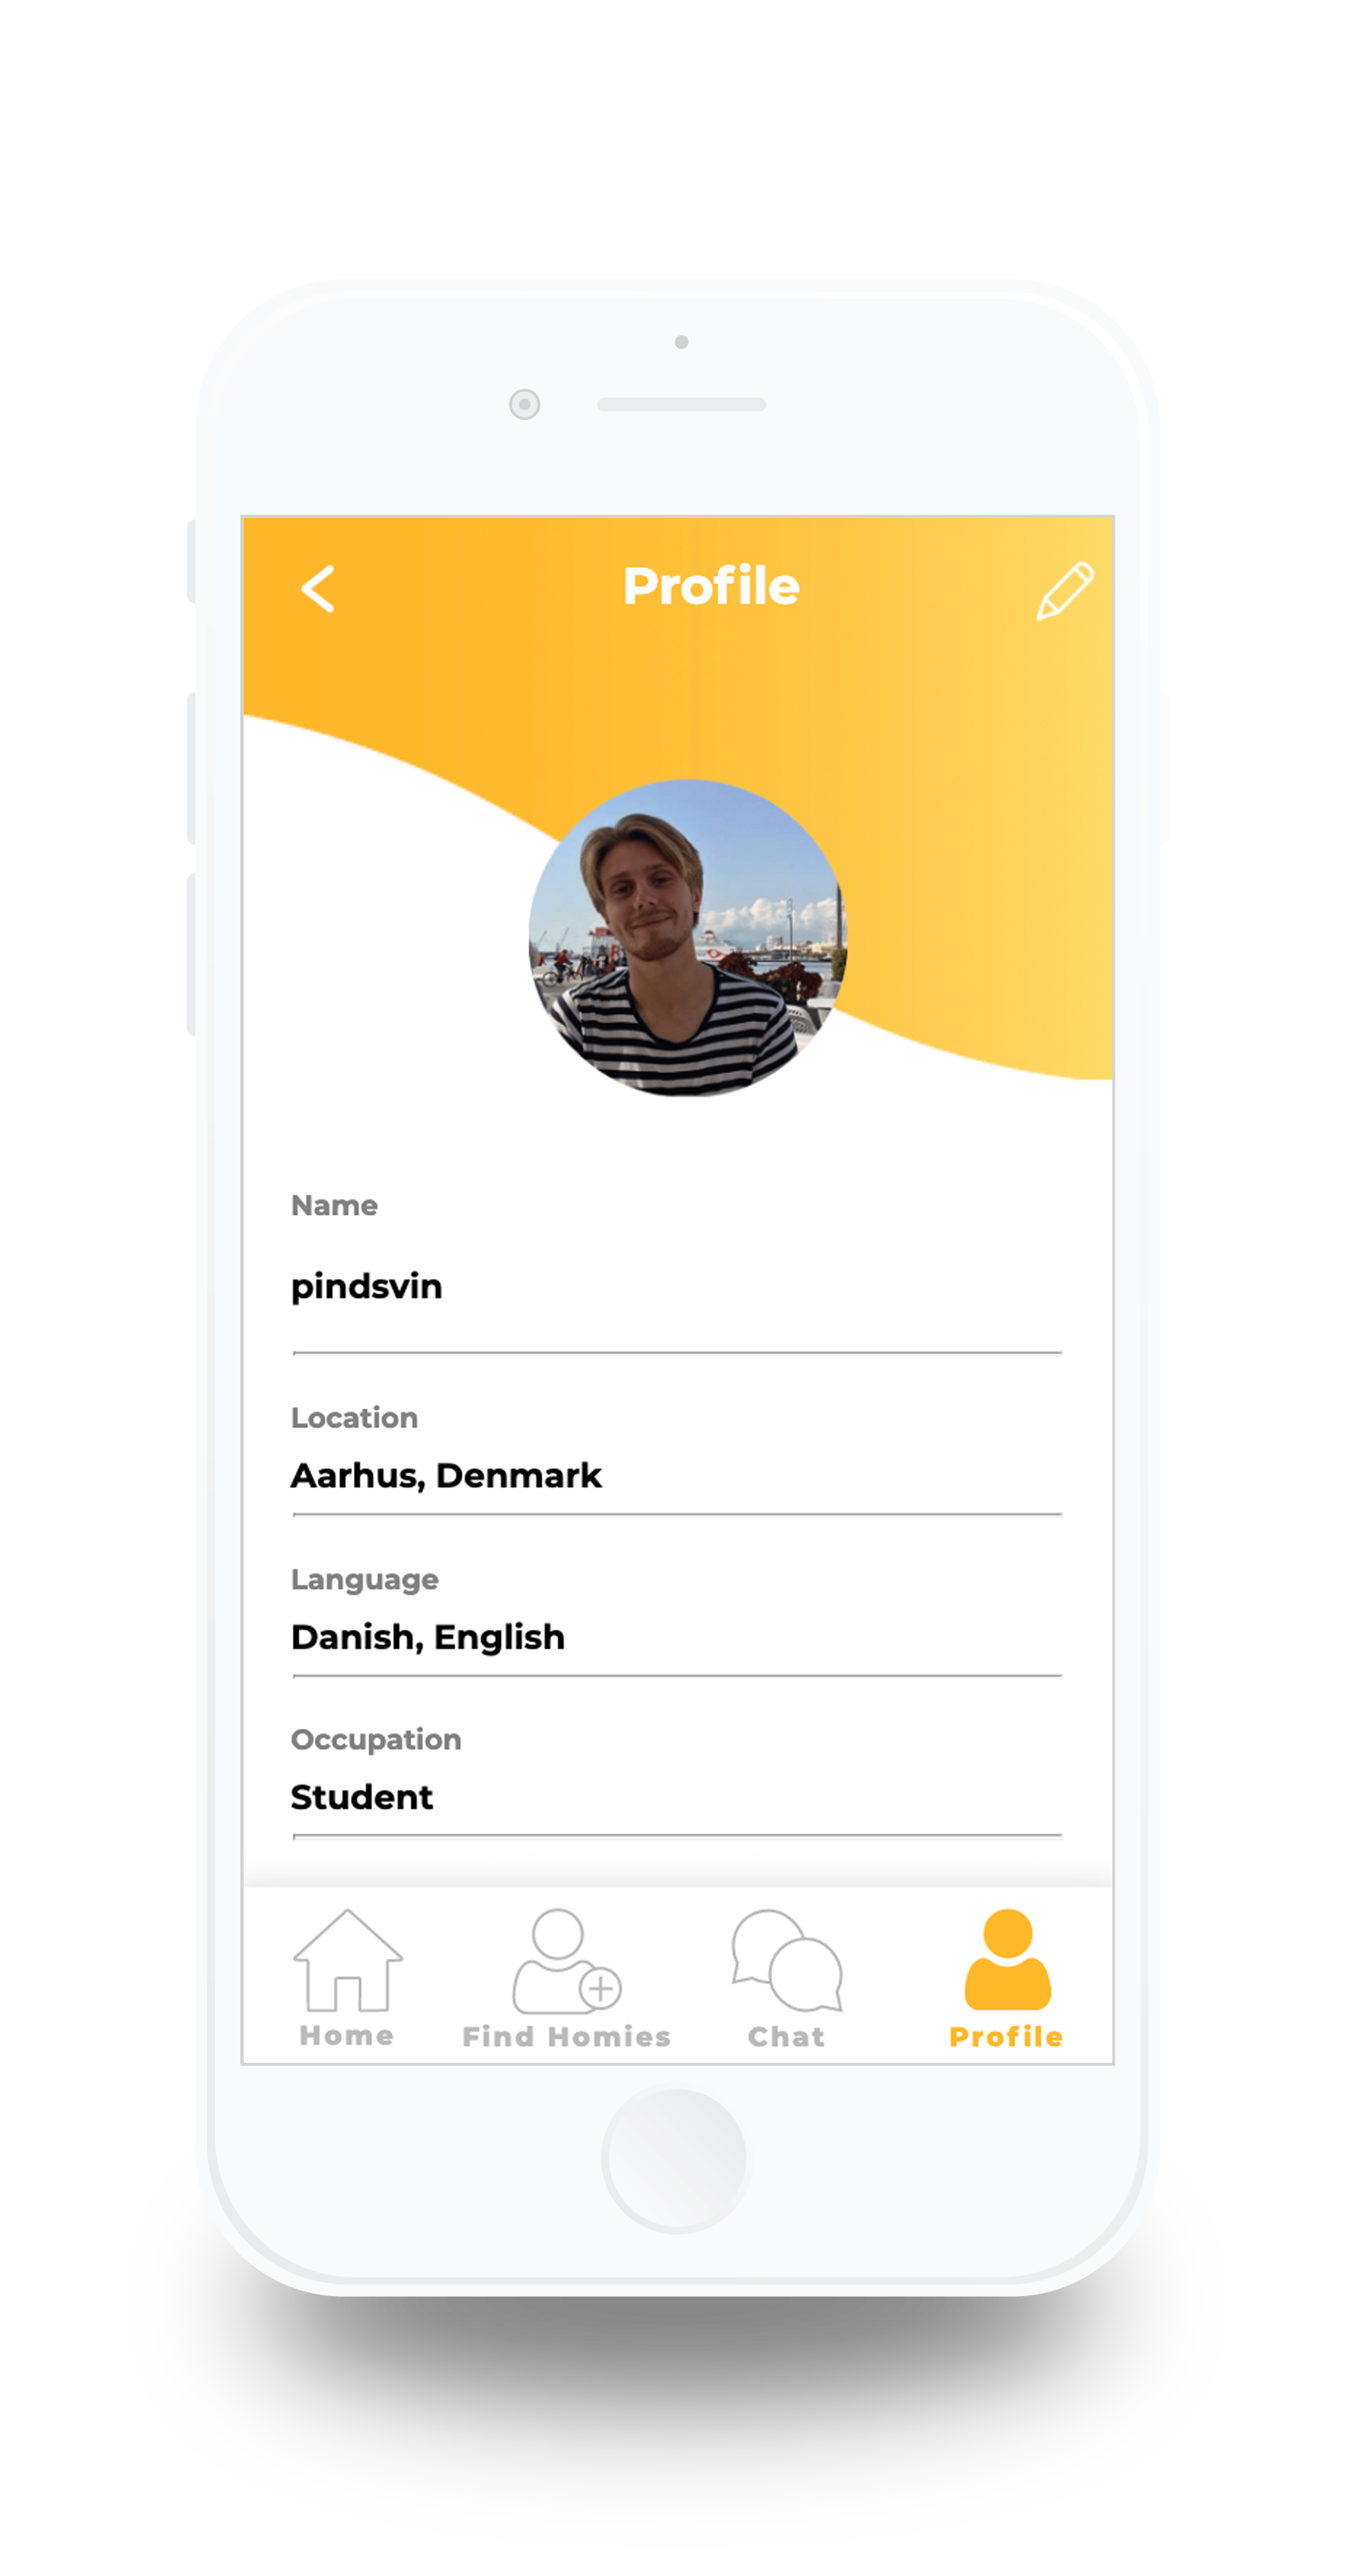 Profile
Name
pindsvin
Location
Aarhus, Denmark
Language
Danish, English
Occupation
Student
Home
Find Homies
Chat
Profile